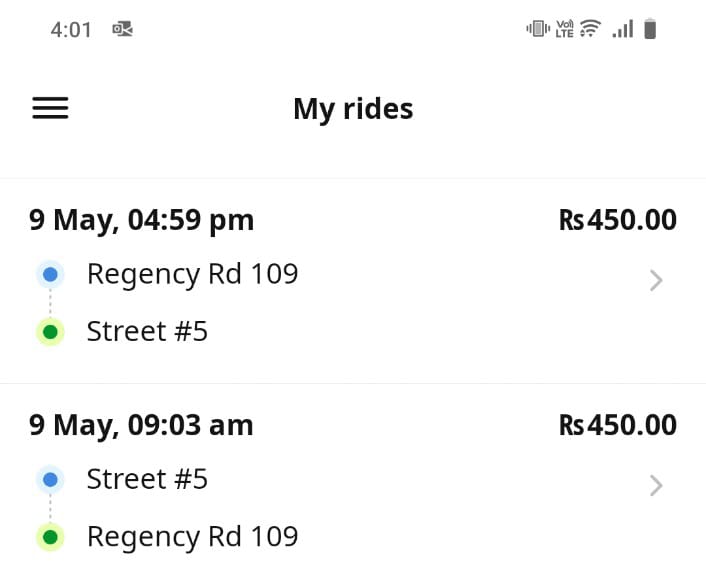 4:01 VoI) LTE
My rides
9 May, 04:59 pm Rs450.00
Regency Rd 109
Street #5
9 May, 09:03 am Rs450.00
Street #5
Regency Rd 109